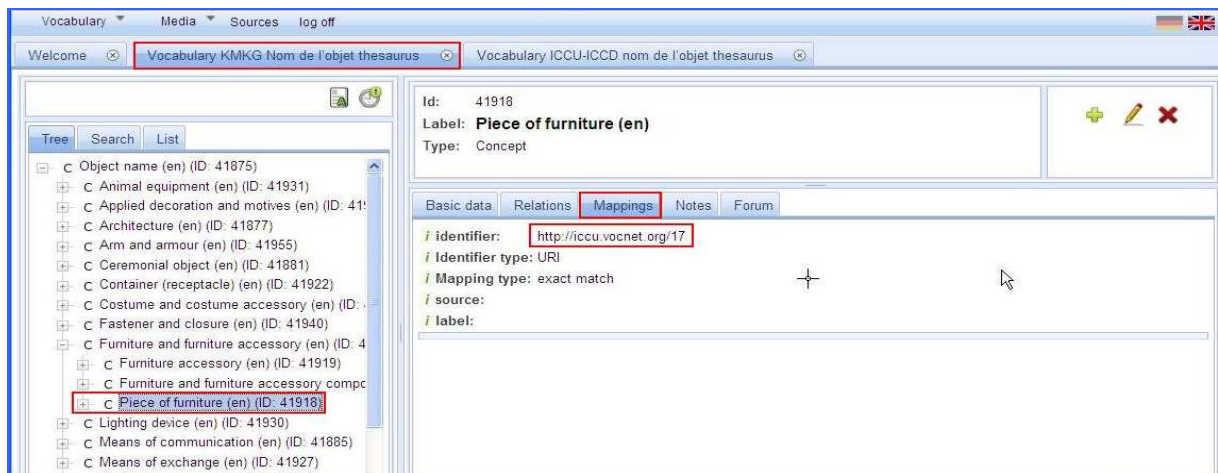 Vocabulary Media Sources log off
Welcome Vocabulary KMKG Nom de l'objet thesaurus Vocabulary ICCU-ICCD nom de l'objet thesaurus
Tree Search List
C Object name (en) (ID: 41875)
C Animal equipment (en) (ID: 41931)
C Applied decoration and motives (en) (ID: 41
C Architecture (en) (ID: 41877)
C Arm and armour (en) (ID: 41955)
C Ceremonial object (en) (ID: 41881)
C Container (receptacle) (en) (ID: 41922)
C Costume and costume accessory (en) (ID:
C Fastener and closure (en) (ID: 41940)
C Furniture and furniture accessory (en) (ID: 4
C Furniture accessory (en) (ID: 41919)
C Furniture and furniture accessory compo
C Piece of furniture (en) (ID: 41918)
C Lighting device (en) (ID: 41930)
C Means of communication (en) (ID: 41885)
C Means of exchange (en) (ID: 41927)
Id: 41918
Label: Piece of furniture (en)
Type: Concept
Basic data Relations Mappings Notes Forum
i identifier: http://iccu.vocnet.org/17
i Identifier type: URI
i Mapping type: exact match
i source:
i label: